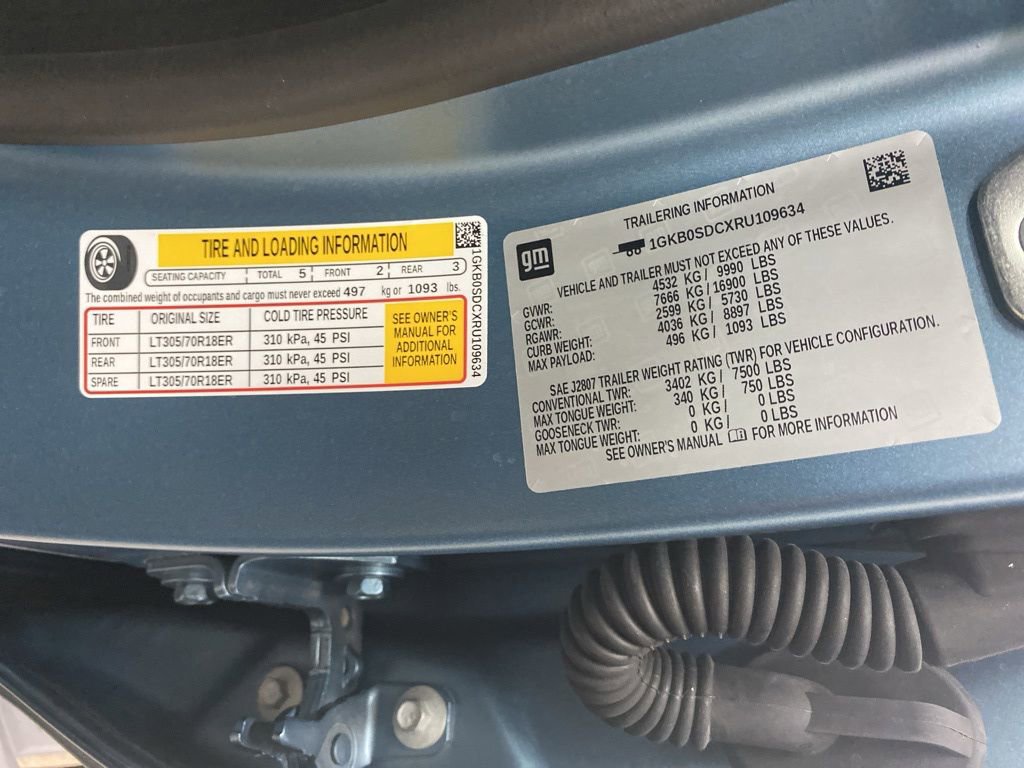 TIRE AND LOADING INFORMATION
SEATING CAPACITY TOTAL 5 FRONT 2 REAR 3
The combined weight of occupants and cargo must never exceed 497 kg or 1093 lbs.
TIRE ORIGINAL SIZE COLD TIRE PRESSURE
FRONT LT305/70R18ER 310 kPa, 45 PSI
REAR LT305/70R18ER 310 kPa, 45 PSI
SPARE LT305/70R18ER 310 kPa, 45 PSI
SEE OWNER'S
MANUAL FOR
ADDITIONAL
INFORMATION
1GKB0SDCXRU109634
gm
TRAILERING INFORMATION
1GKB0SDCXRU109634
VEHICLE AND TRAILER MUST NOT EXCEED ANY OF THESE VALUES.
GVWR: 4532 KG/ 9990 LBS
GCWR: 7666 KG/16900 LBS
RGAWR: 2599 KG/ 5730 LBS
CURB WEIGHT: 4036 KG/ 8897 LBS
MAX PAYLOAD: 496 KG/ 1093 LBS
SAE J2807 TRAILER WEIGHT RATING (TWR) FOR VEHICLE CONFIGURATION.
CONVENTIONAL TWR: 3402 KG/ 7500 LBS
MAX TONGUE WEIGHT: 340 KG/ 750 LBS
GOOSENECK TWR: 0 KG/ 0 LBS
MAX TONGUE WEIGHT: 0 KG/ 0 LBS
SEE OWNER'S MANUAL FOR MORE INFORMATION